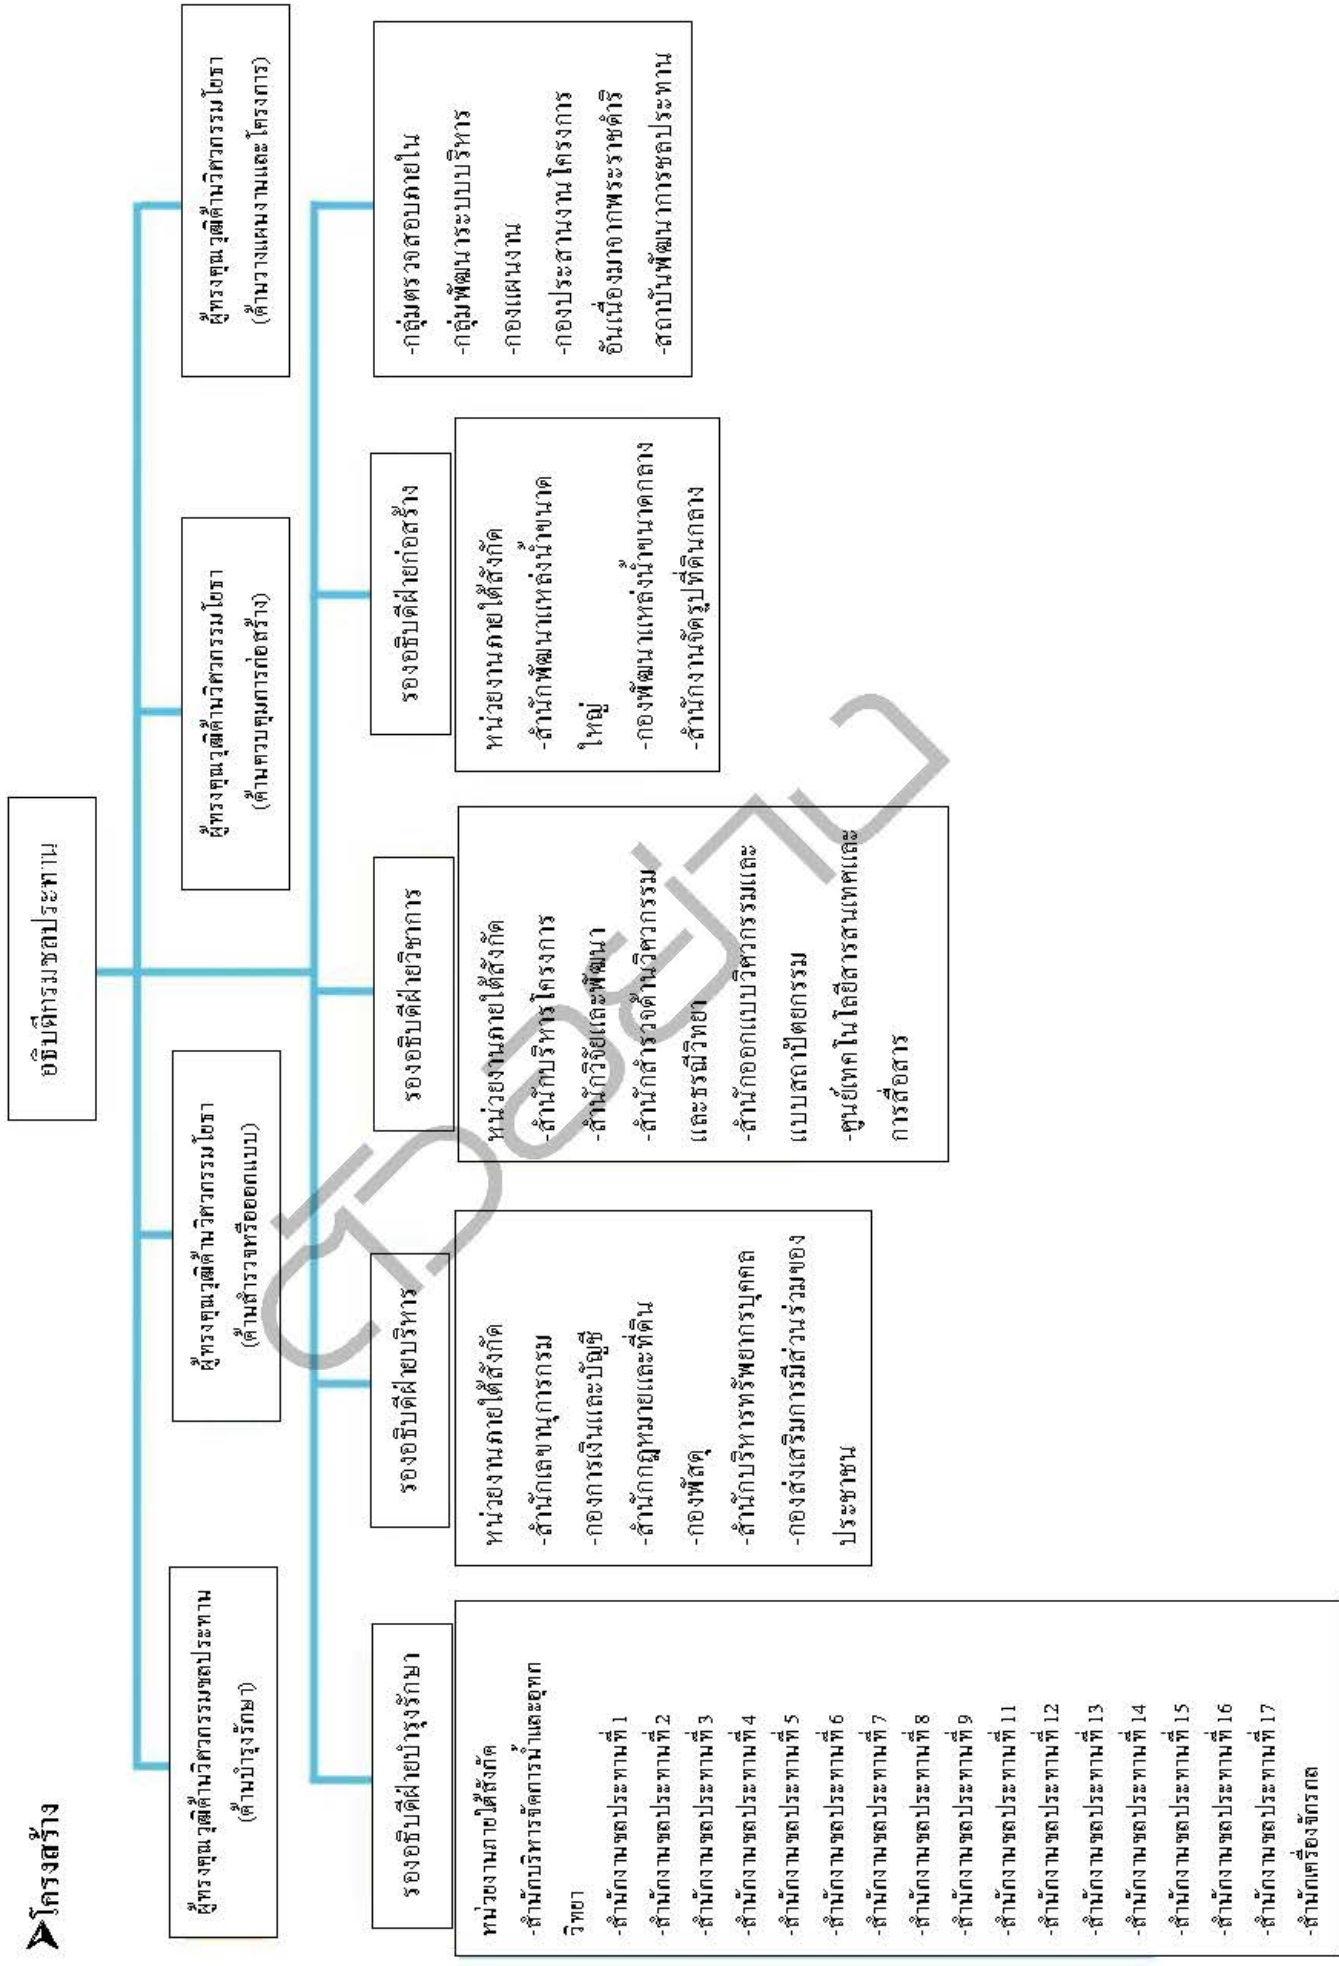 ➤โครงสร้าง
อธิบดีกรมชลประทาน
ผู้ทรงคุณวุฒิด้านวิศวกรรมชลประทาน
(ด้านบำรุงรักษา)
ผู้ทรงคุณวุฒิด้านวิศวกรรมโยธา
(ด้านสำรวจหรือออกแบบ)
ผู้ทรงคุณวุฒิด้านวิศวกรรมโยธา
(ด้านควบคุมการก่อสร้าง)
ผู้ทรงคุณวุฒิด้านวิศวกรรมโยธา
(ด้านวางแผนงานและโครงการ)
รองอธิบดีฝ่ายบำรุงรักษา
หน่วยงานภายใต้สังกัด
-สำนักบริหารจัดการน้ำและอุทก
วิทยา
-สำนักงานชลประทานที่ 1
-สำนักงานชลประทานที่ 2
-สำนักงานชลประทานที่ 3
-สำนักงานชลประทานที่ 4
-สำนักงานชลประทานที่ 5
-สำนักงานชลประทานที่ 6
-สำนักงานชลประทานที่ 7
-สำนักงานชลประทานที่ 8
-สำนักงานชลประทานที่ 9
-สำนักงานชลประทานที่ 11
-สำนักงานชลประทานที่ 12
-สำนักงานชลประทานที่ 13
-สำนักงานชลประทานที่ 14
-สำนักงานชลประทานที่ 15
-สำนักงานชลประทานที่ 16
-สำนักงานชลประทานที่ 17
-สำนักเครื่องจักรกล
รองอธิบดีฝ่ายบริหาร
หน่วยงานภายใต้สังกัด
-สำนักเลขานุการกรม
-กองการเงินและบัญชี
-สำนักกฎหมายและที่ดิน
-กองพัสดุ
-สำนักบริหารทรัพยากรบุคคล
-กองส่งเสริมการมีส่วนร่วมของ
ประชาชน
รองอธิบดีฝ่ายวิชาการ
หน่วยงานภายใต้สังกัด
-สำนักบริหารโครงการ
-สำนักวิจัยและพัฒนา
-สำนักสำรวจด้านวิศวกรรม
และธรณีวิทยา
-สำนักออกแบบวิศวกรรมและ
แบบสถาปัตยกรรม
-ศูนย์เทคโนโลยีสารสนเทศและ
การสื่อสาร
รองอธิบดีฝ่ายก่อสร้าง
หน่วยงานภายใต้สังกัด
-สำนักพัฒนาแหล่งน้ำขนาด
ใหญ่
-กองพัฒนาแหล่งน้ำขนาดกลาง
-สำนักงานจัดรูปที่ดินกลาง
-กลุ่มตรวจสอบภายใน
-กลุ่มพัฒนาระบบบริหาร
-กองแผนงาน
-กองประสานงานโครงการ
อันเนื่องมาจากพระราชดำริ
-สถาบันพัฒนาการชลประทาน
ตัวอย่าง